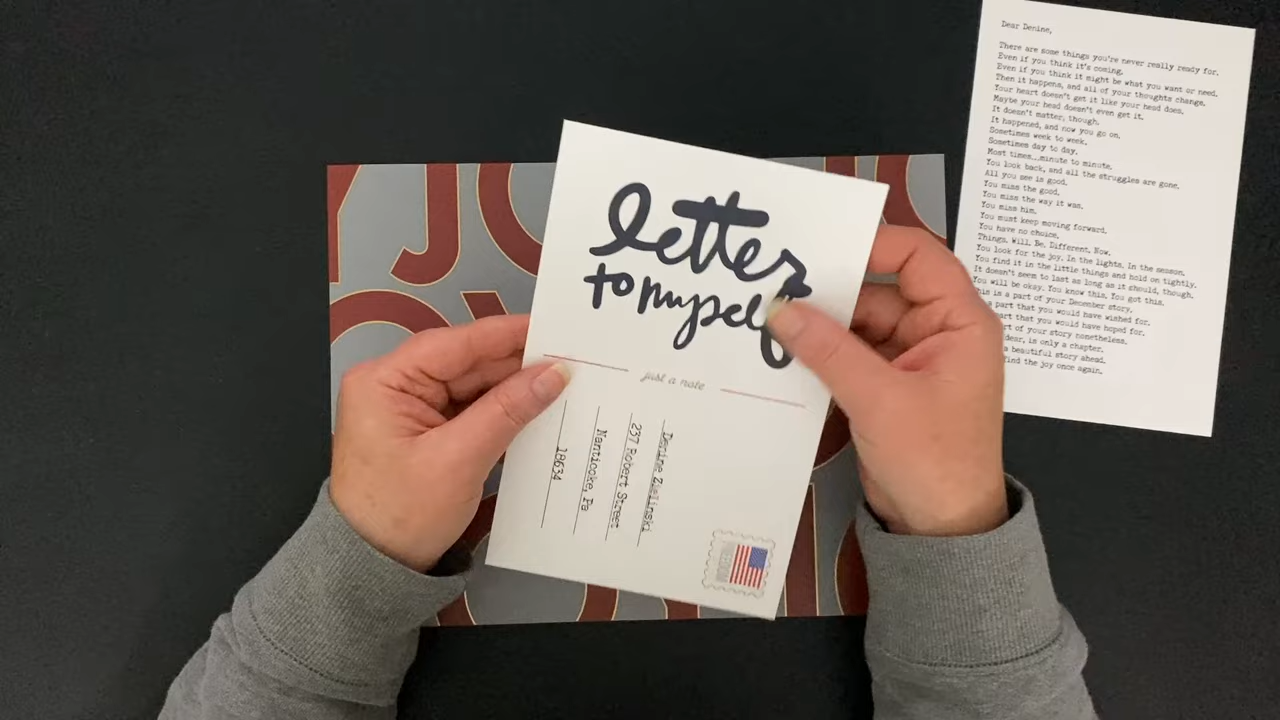 letter
to myself
just a note
Denine Zielinski
237 Robert Street
Nanticoke, Pa
18634
FREEDOM
Dear Denine,
There are some things you're never really ready for.
Even if you think it's coming.
Even if you think it might be what you want or need.
Then it happens, and all of your thoughts change.
Your heart doesn't get it like your head does.
Maybe your head doesn't even get it.
It doesn't matter, though.
It happened, and now you go on.
Sometimes week to week.
Sometimes day to day.
Most times...minute to minute.
You look back, and all the struggles are gone.
All you see is good.
You miss the good.
You miss the way it was.
You miss him.
You must keep moving forward.
You have no choice.
Things. Will. Be. Different. Now.
You look for the joy. In the lights. In the season.
You find it in the little things and hold on tightly.
It doesn't seem to last as long as it should, though.
You will be okay. You know this. You got this.
This is a part of your December story.
a part that you would have wished for.
part that you would have hoped for.
rt of your story nonetheless.
dear, is only a chapter.
a beautiful story ahead.
find the joy once again.
JO